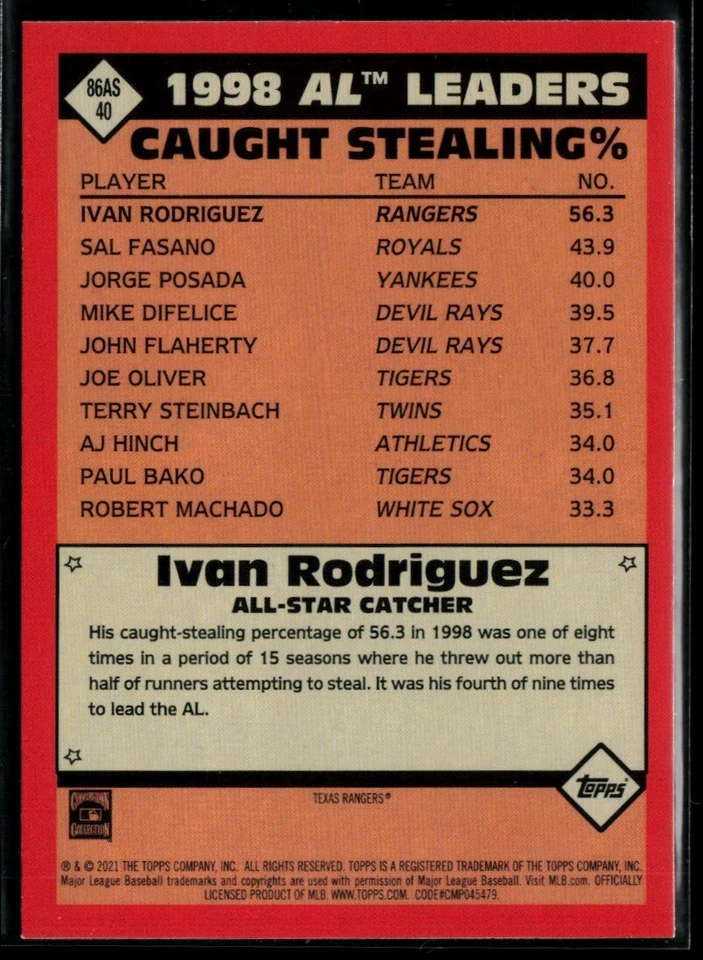 86AS
40
1998 AL™ LEADERS
CAUGHT STEALING%
PLAYER TEAM NO.
IVAN RODRIGUEZ RANGERS 56.3
SAL FASANO ROYALS 43.9
JORGE POSADA YANKEES 40.0
MIKE DIFELICE DEVIL RAYS 39.5
JOHN FLAHERTY DEVIL RAYS 37.7
JOE OLIVER TIGERS 36.8
TERRY STEINBACH TWINS 35.1
AJ HINCH ATHLETICS 34.0
PAUL BAKO TIGERS 34.0
ROBERT MACHADO WHITE SOX 33.3
Ivan Rodriguez
ALL-STAR CATCHER
His caught-stealing percentage of 56.3 in 1998 was one of eight
times in a period of 15 seasons where he threw out more than
half of runners attempting to steal. It was his fourth of nine times
to lead the AL.
topps
TEXAS RANGERS®
COLLECTION
® & © 2021 THE TOPPS COMPANY, INC. ALL RIGHTS RESERVED. TOPPS IS A REGISTERED TRADEMARK OF THE TOPPS COMPANY, INC.
Major League Baseball trademarks and copyrights are used with permission of Major League Baseball. Visit MLB.com. OFFICIALLY
LICENSED PRODUCT OF MLB. WWW.TOPPS.COM. CODE#CMP045479.